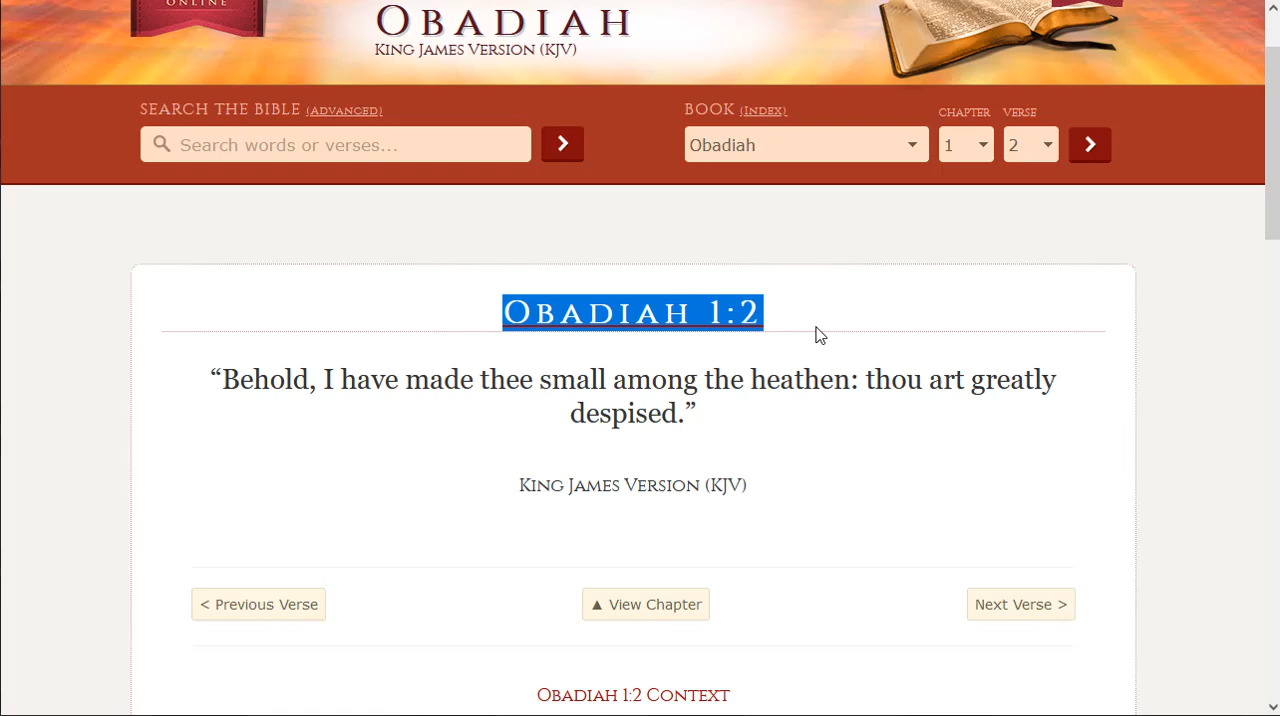 ONLINE
OBADIAH
KING JAMES VERSION (KJV)
SEARCH THE BIBLE (ADVANCED)
BOOK (INDEX)
CHAPTER VERSE
Search words or verses...
Obadiah
1
2
OBADIAH 1:2
“Behold, I have made thee small among the heathen: thou art greatly
despised.”
KING JAMES VERSION (KJV)
< Previous Verse
▲ View Chapter
Next Verse >
OBADIAH 1:2 CONTEXT